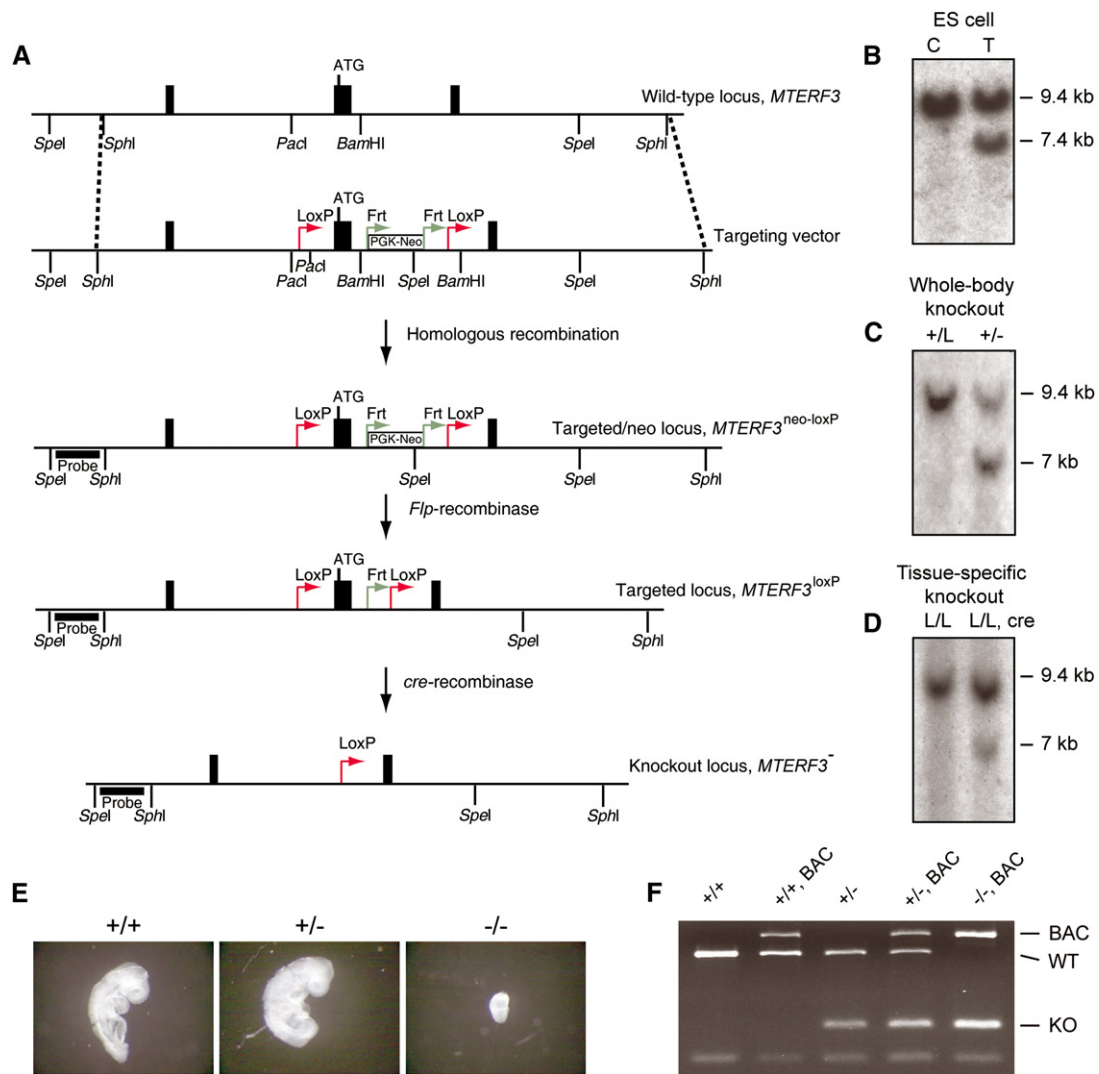 A
ATG
Wild-type locus, MTERF3
SpeI SphI PacI BamHI SpeI SphI
ATG
LoxP Frt Frt LoxP
PGK-Neo
Targeting vector
SpeI SphI PacI PacI BamHI SpeI BamHI SphI
Homologous recombination
ATG
LoxP Frt Frt LoxP
PGK-Neo
Targeted/neo locus, MTERF3neo-loxP
Probe
SpeI SphI SpeI SpeI SphI
Flp-recombinase
ATG
LoxP Frt LoxP
Targeted locus, MTERF3loxP
Probe
SpeI SphI SpeI SphI
cre-recombinase
LoxP
Knockout locus, MTERF3-
Probe
SpeI SphI SpeI SphI
B
ES cell
C T
9.4 kb
7.4 kb
C
Whole-body
knockout
+/L +/-
9.4 kb
7 kb
D
Tissue-specific
knockout
L/L L/L, cre
9.4 kb
7 kb
E
+/+ +/- -/-
F
+/+ +/+, BAC +/- +/-, BAC -/-, BAC
BAC
WT
KO